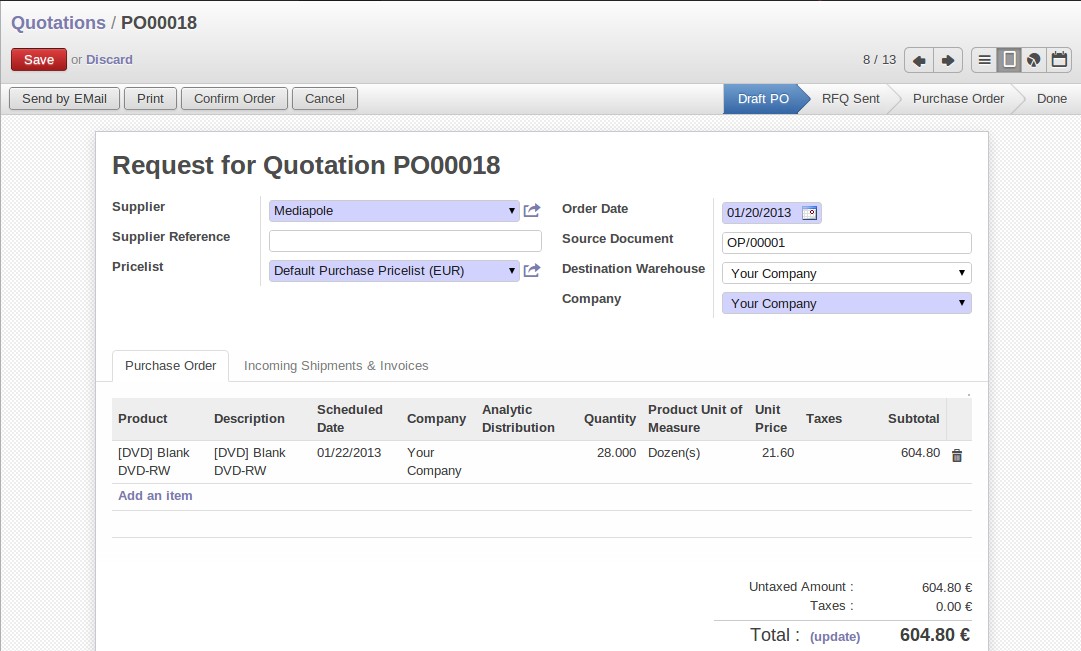 Quotations / PO00018
Save or Discard
8 / 13
Send by EMail Print Confirm Order Cancel
Draft PO RFQ Sent Purchase Order Done
Request for Quotation PO00018
Supplier Mediapole
Supplier Reference
Pricelist Default Purchase Pricelist (EUR)
Order Date 01/20/2013
Source Document OP/00001
Destination Warehouse Your Company
Company Your Company
Purchase Order Incoming Shipments & Invoices
Product Description Scheduled Date Company Analytic Distribution Quantity Product Unit of Measure Unit Price Taxes Subtotal
[DVD] Blank DVD-RW [DVD] Blank DVD-RW 01/22/2013 Your Company 28.000 Dozen(s) 21.60 604.80
Add an item
Untaxed Amount : 604.80 €
Taxes : 0.00 €
Total : (update) 604.80 €